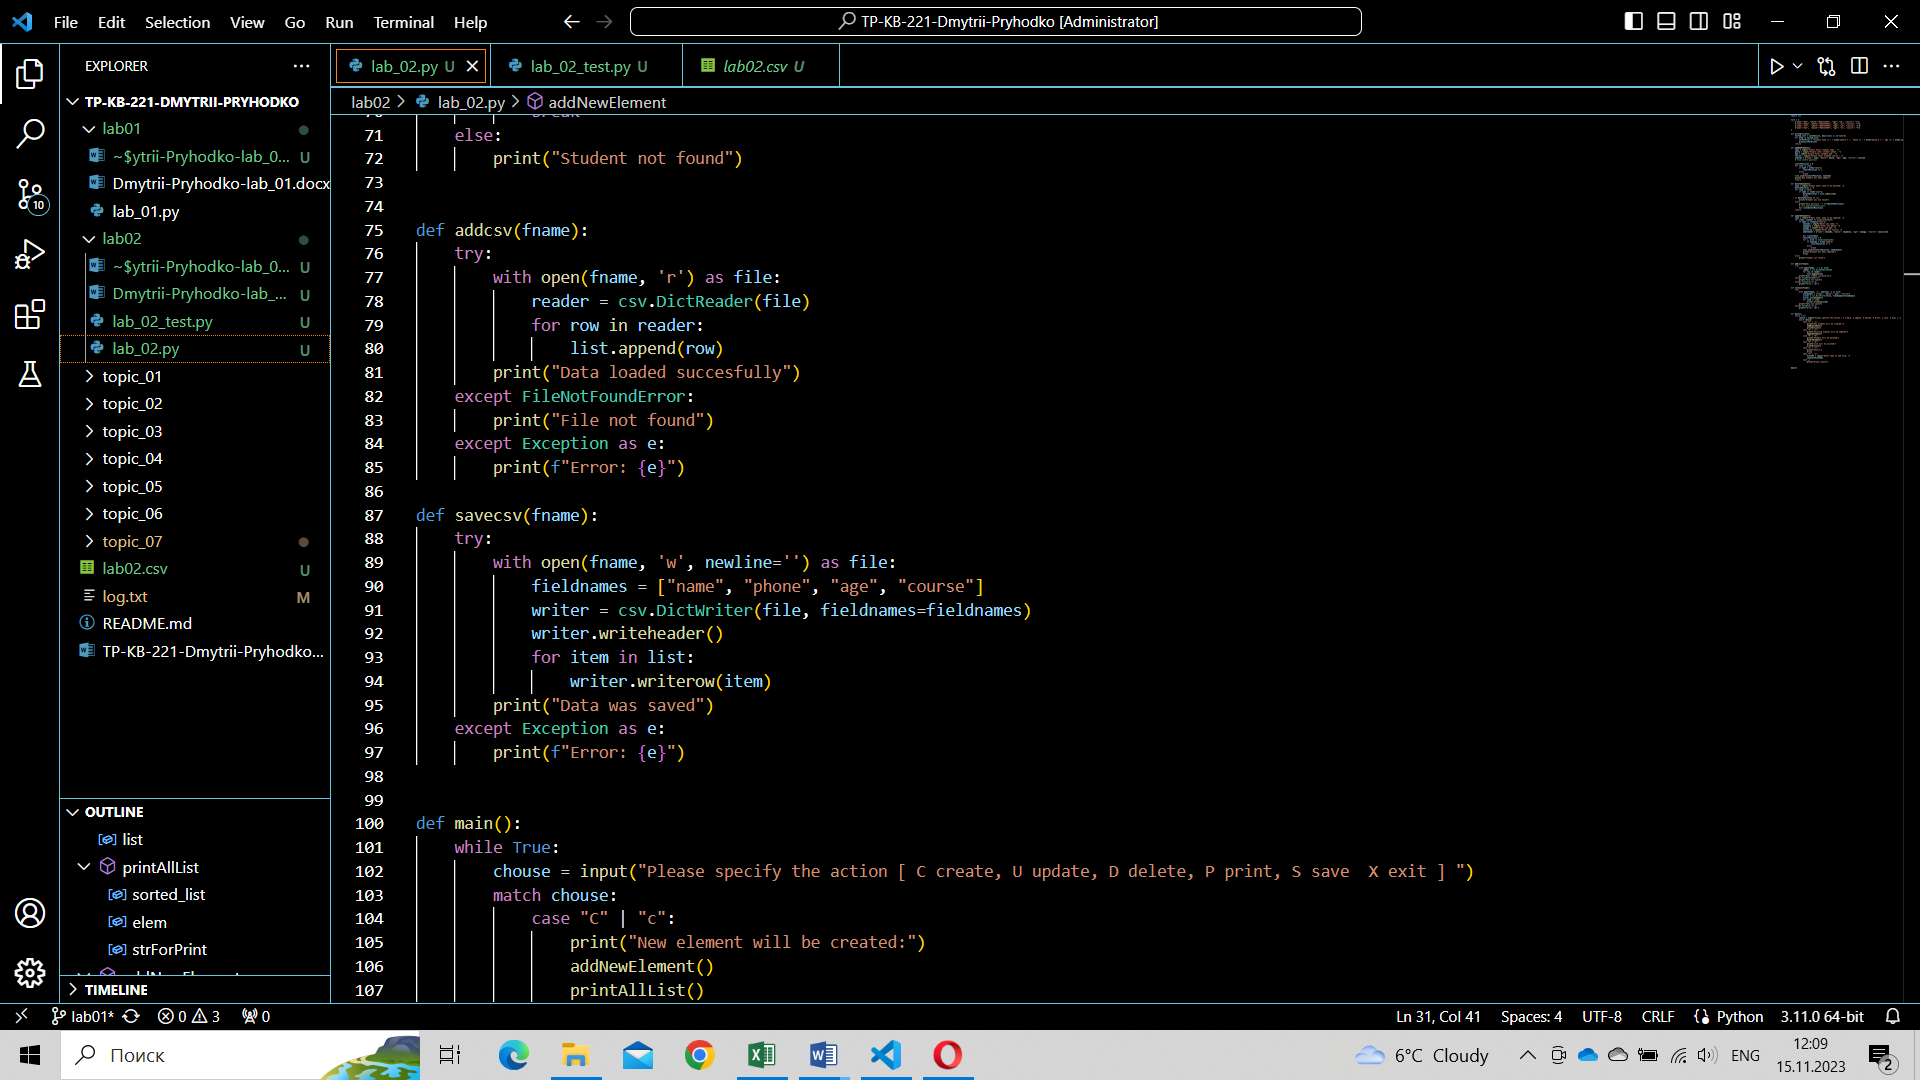 File Edit Selection View Go Run Terminal Help
TP-KB-221-Dmytrii-Pryhodko [Administrator]
EXPLORER
TP-KB-221-DMYTRII-PRYHODKO
lab01
~$ytrii-Pryhodko-lab_0... U
Dmytrii-Pryhodko-lab_01.docx
lab_01.py
lab02
~$ytrii-Pryhodko-lab_0... U
Dmytrii-Pryhodko-lab_... U
lab_02_test.py U
lab_02.py U
topic_01
topic_02
topic_03
topic_04
topic_05
topic_06
topic_07
lab02.csv U
log.txt M
README.md
TP-KB-221-Dmytrii-Pryhodko...
OUTLINE
list
printAllList
sorted_list
elem
strForPrint
TIMELINE
10
lab_02.py U
lab_02_test.py U
lab02.csv U
lab02 > lab_02.py > addNewElement
71 else:
72 print("Student not found")
73
74
75 def addcsv(fname):
76 try:
77 with open(fname, 'r') as file:
78 reader = csv.DictReader(file)
79 for row in reader:
80 list.append(row)
81 print("Data loaded succesfully")
82 except FileNotFoundError:
83 print("File not found")
84 except Exception as e:
85 print(f"Error: {e}")
86
87 def savecsv(fname):
88 try:
89 with open(fname, 'w', newline='') as file:
90 fieldnames = ["name", "phone", "age", "course"]
91 writer = csv.DictWriter(file, fieldnames=fieldnames)
92 writer.writeheader()
93 for item in list:
94 writer.writerow(item)
95 print("Data was saved")
96 except Exception as e:
97 print(f"Error: {e}")
98
99
100 def main():
101 while True:
102 chouse = input("Please specify the action [ C create, U update, D delete, P print, S save  X exit ] ")
103 match chouse:
104 case "C" | "c":
105 print("New element will be created:")
106 addNewElement()
107 printAllList()
lab01* 0 3 0
Ln 31, Col 41 Spaces: 4 UTF-8 CRLF Python 3.11.0 64-bit
Поиск
6°C Cloudy
ENG
12:09
15.11.2023
2